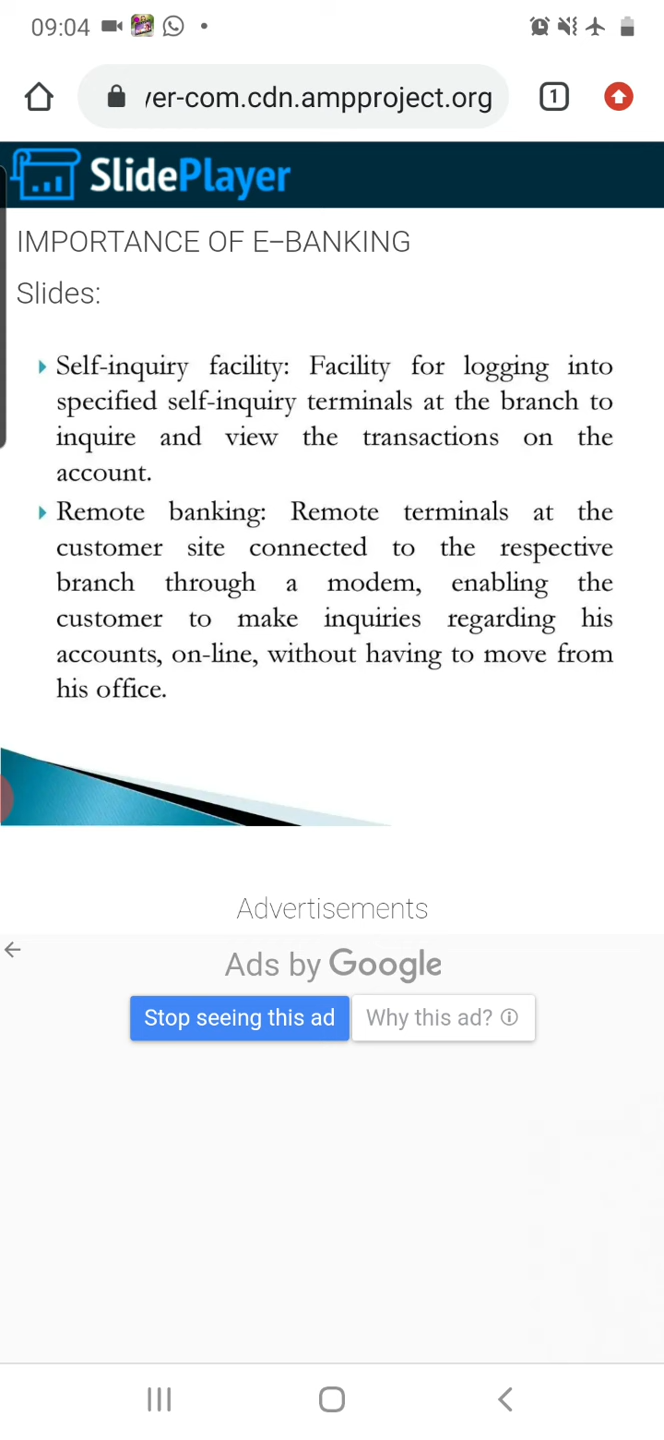 09:04
/er-com.cdn.ampproject.org
1
SlidePlayer
IMPORTANCE OF E-BANKING
Slides:
Self-inquiry facility: Facility for logging into
specified self-inquiry terminals at the branch to
inquire and view the transactions on the
account.
Remote banking: Remote terminals at the
customer site connected to the respective
branch through a modem, enabling the
customer to make inquiries regarding his
accounts, on-line, without having to move from
his office.
Advertisements
Ads by Google
Stop seeing this ad
Why this ad?